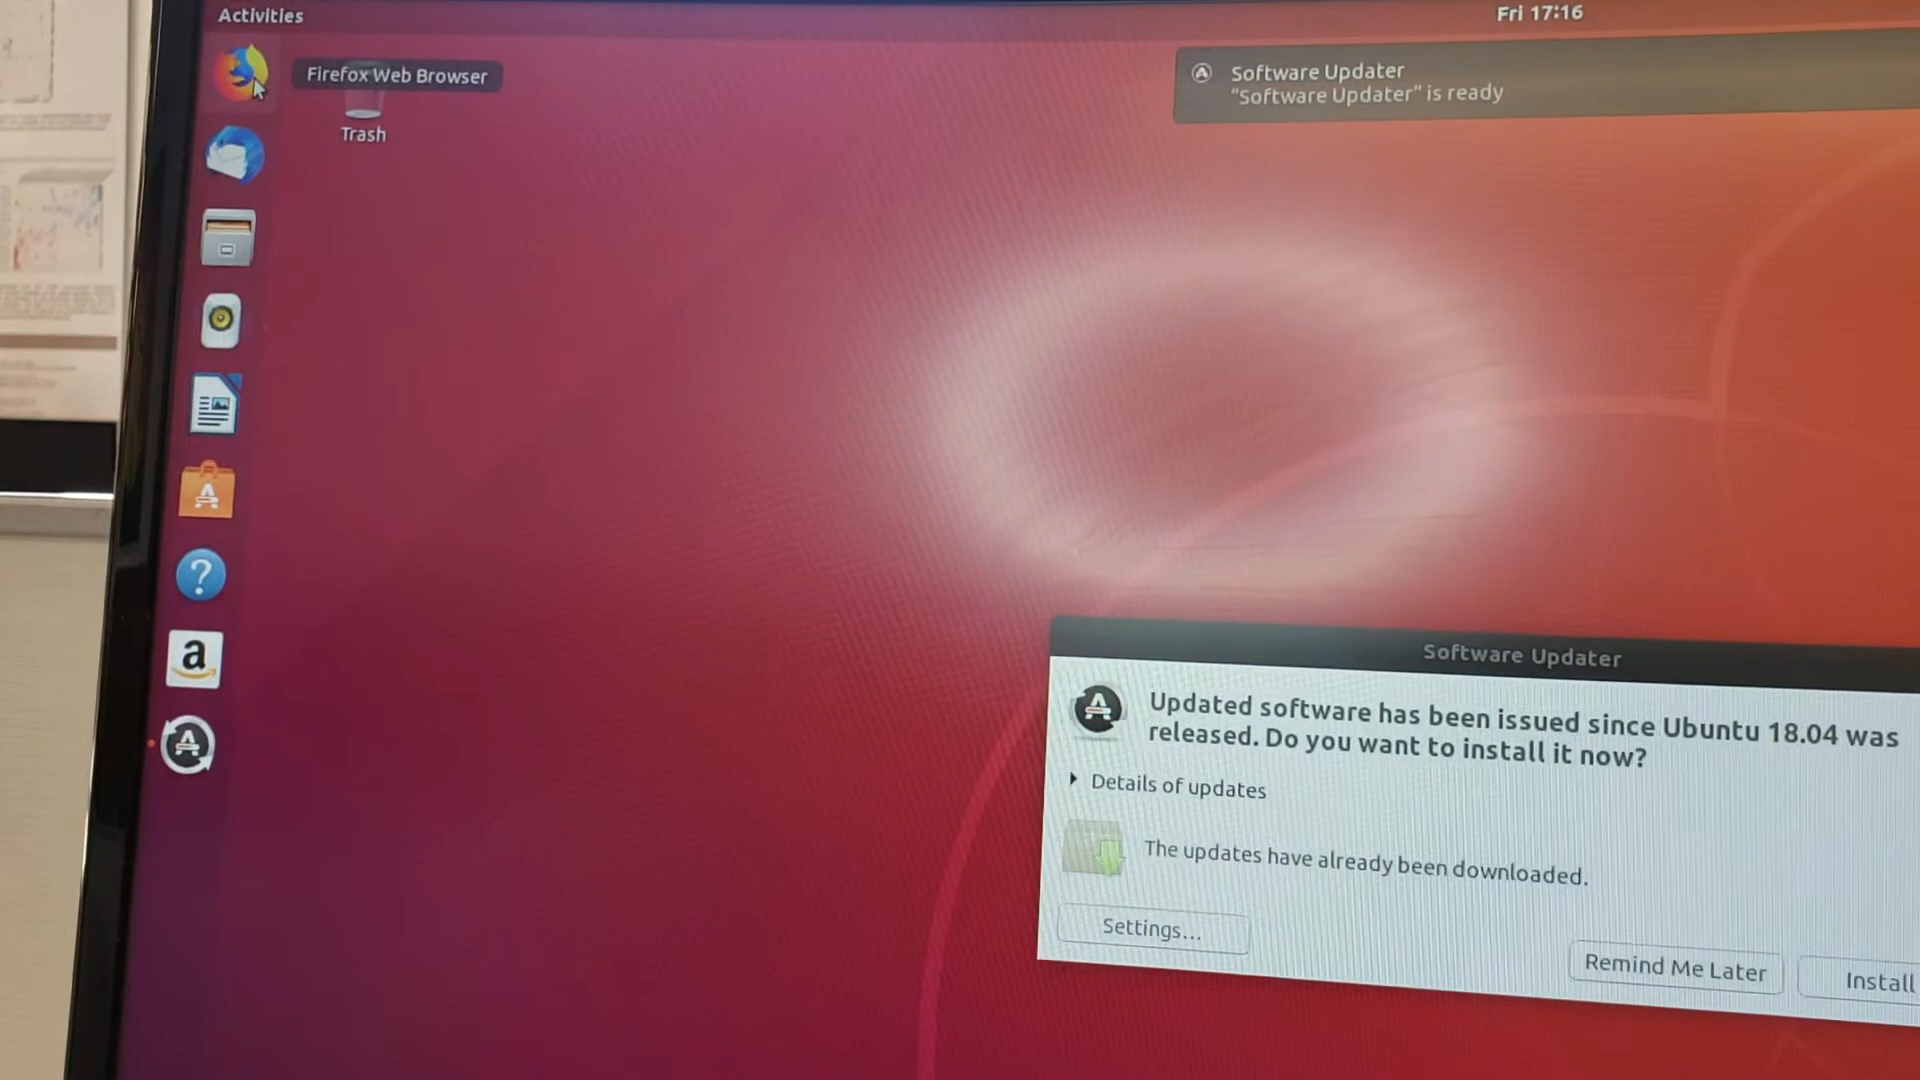 Activities
Fri 17:16
Firefox Web Browser
Trash
Software Updater
“Software Updater” is ready
a
Software Updater
Updated software has been issued since Ubuntu 18.04 was
released. Do you want to install it now?
Details of updates
The updates have already been downloaded.
Settings...
Remind Me Later
Install